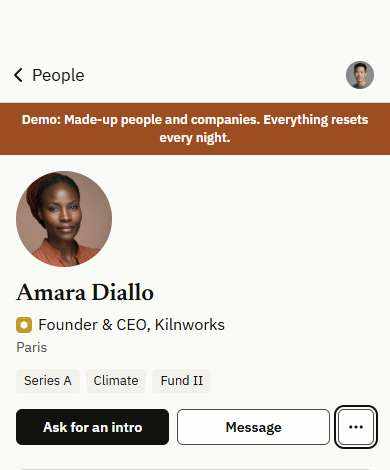 People
Demo: Made-up people and companies. Everything resets
every night.
Amara Diallo
Founder & CEO, Kilnworks
Paris
Series A
Climate
Fund II
Ask for an intro
Message